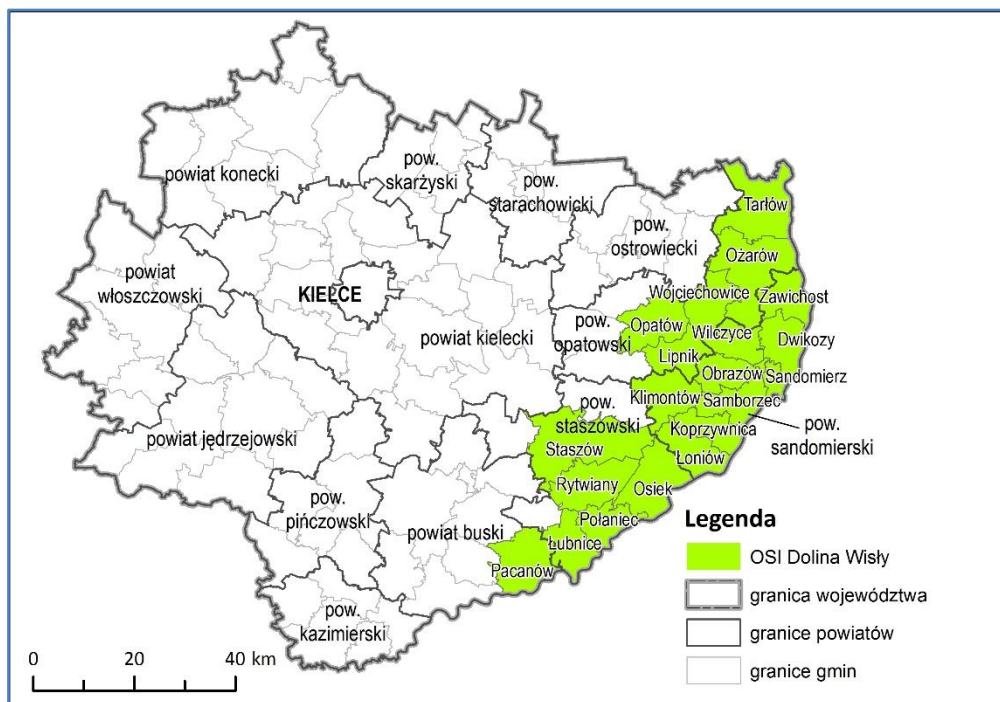 powiat konecki
pow.
skarżyski
pow.
starachowicki
pow.
ostrowiecki
Tarłów
Ożarów
powiat
włoszczowski
KIELCE
powiat kielecki
pow.
opatowski
Wojciechowice
Zawichost
Opatów
Wilczyce
Dwikozy
Lipnik
Obrazów
Sandomierz
Klimontów
Samborzec
pow.
staszowski
Koprzywnica
pow.
sandomierski
Łoniów
powiat jędrzejowski
Staszów
Rytwiany
Osiek
pow.
pińczowski
powiat buski
Połaniec
Łubnice
Pacanów
pow.
kazimierski
Legenda
OSI Dolina Wisły
granica województwa
granice powiatów
granice gmin
0 20 40 km